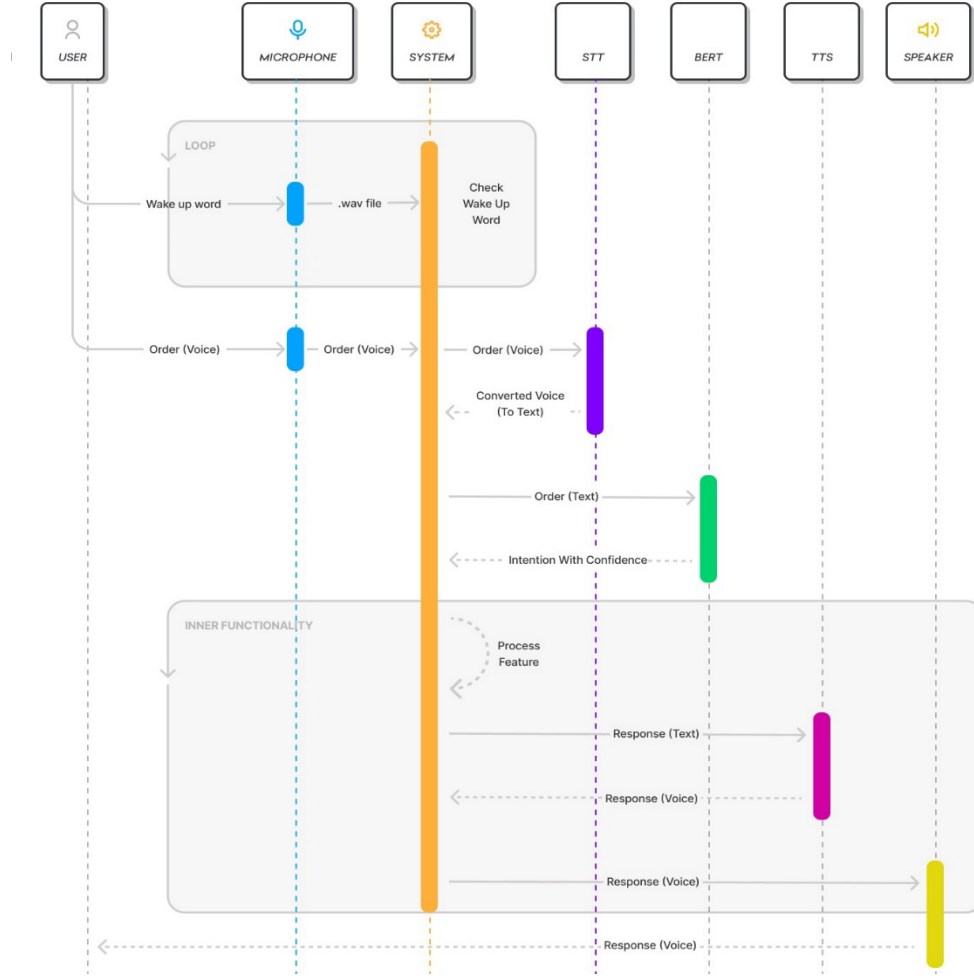 USER
MICROPHONE
SYSTEM
STT
BERT
TTS
SPEAKER
LOOP
Wake up word
.wav file
Check
Wake Up
Word
Order (Voice)
Order (Voice)
Order (Voice)
Converted Voice
(To Text)
Order (Text)
Intention With Confidence
INNER FUNCTIONALITY
Process
Feature
Response (Text)
Response (Voice)
Response (Voice)
Response (Voice)